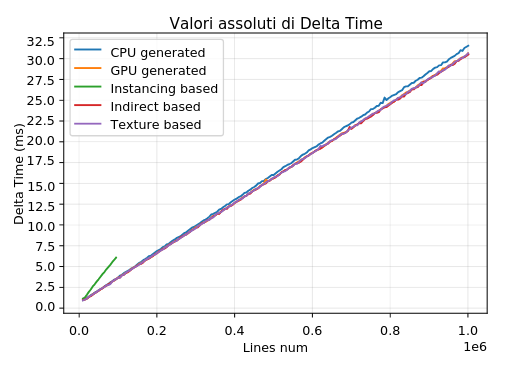 Valori assoluti di Delta Time
CPU generated
GPU generated
Instancing based
Indirect based
Texture based
Delta Time (ms)
32.5
30.0
27.5
25.0
22.5
20.0
17.5
15.0
12.5
10.0
7.5
5.0
2.5
0.0
0.0
0.2
0.4
0.6
0.8
1.0
1e6
Lines num